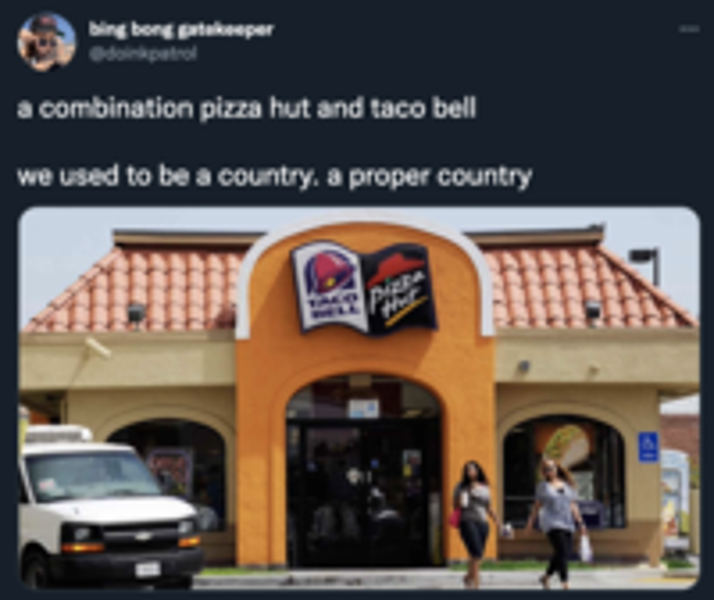 bing bong gatekeeper
@doinkpatrol
a combination pizza hut and taco bell
we used to be a country. a proper country
TACO
BELL
Pizza
Hut